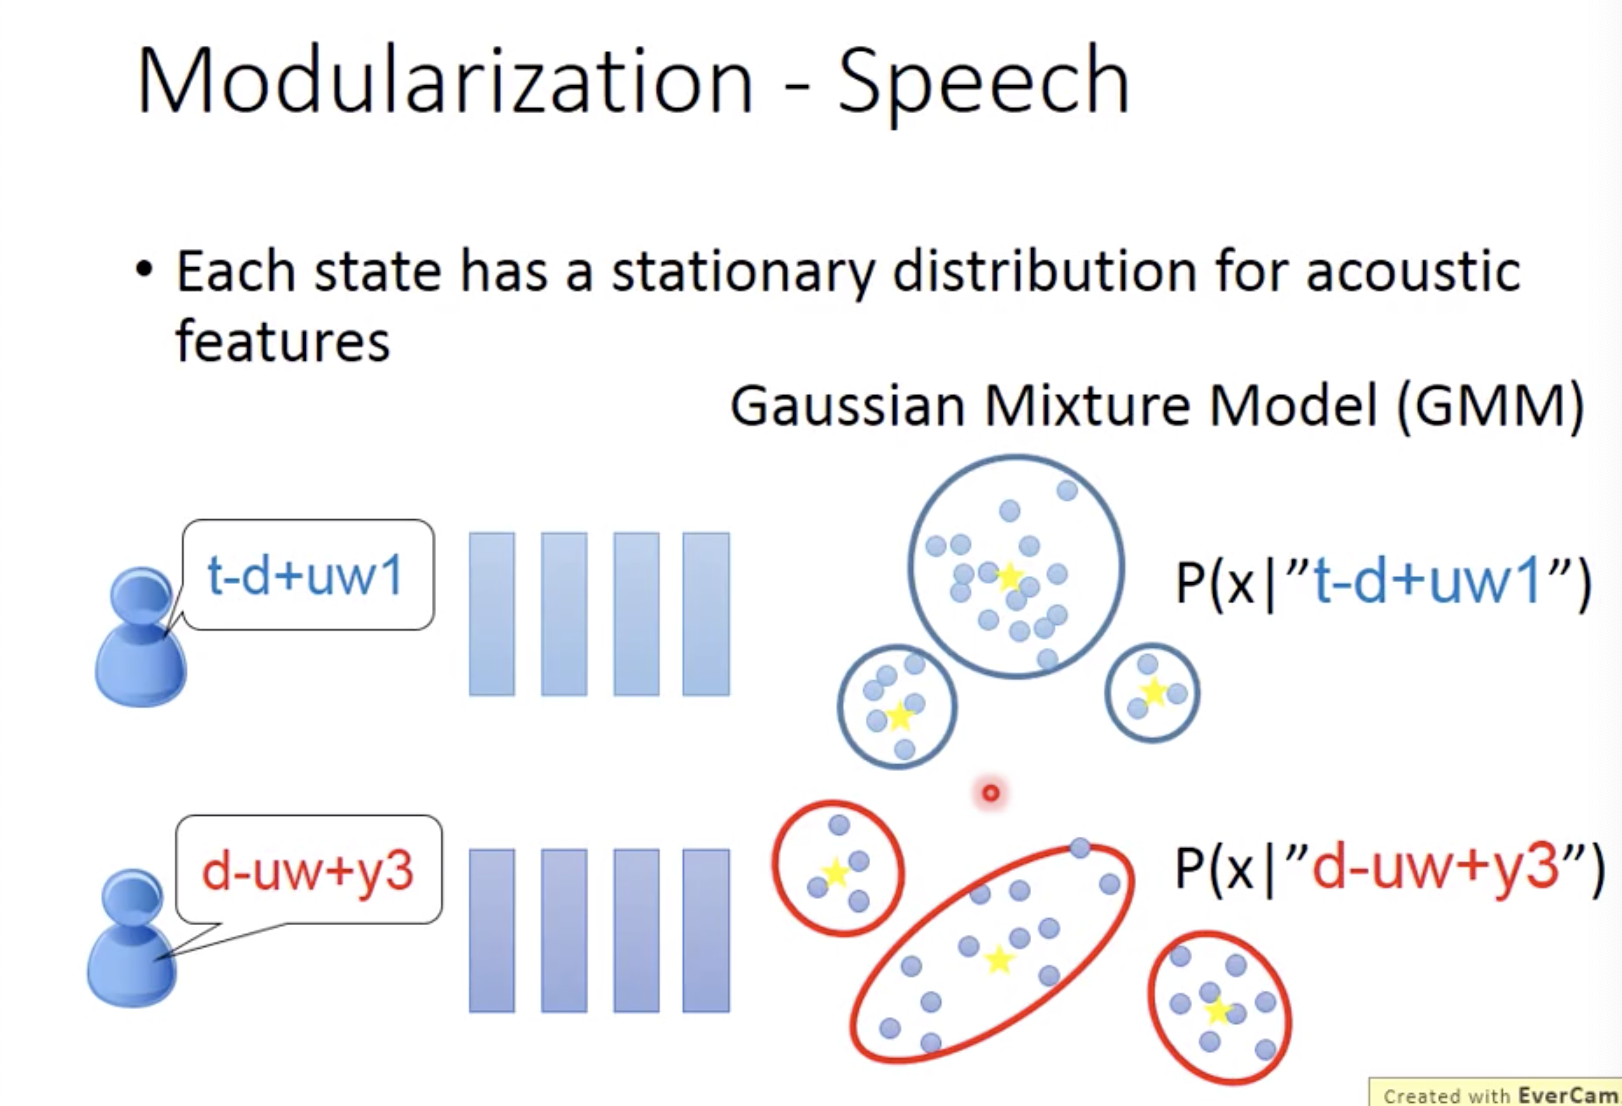 Modularization - Speech
• Each state has a stationary distribution for acoustic
features
Gaussian Mixture Model (GMM)
t-d+uw1
P(x|”t-d+uw1”)
d-uw+y3
P(x|”d-uw+y3”)
Created with EverCam